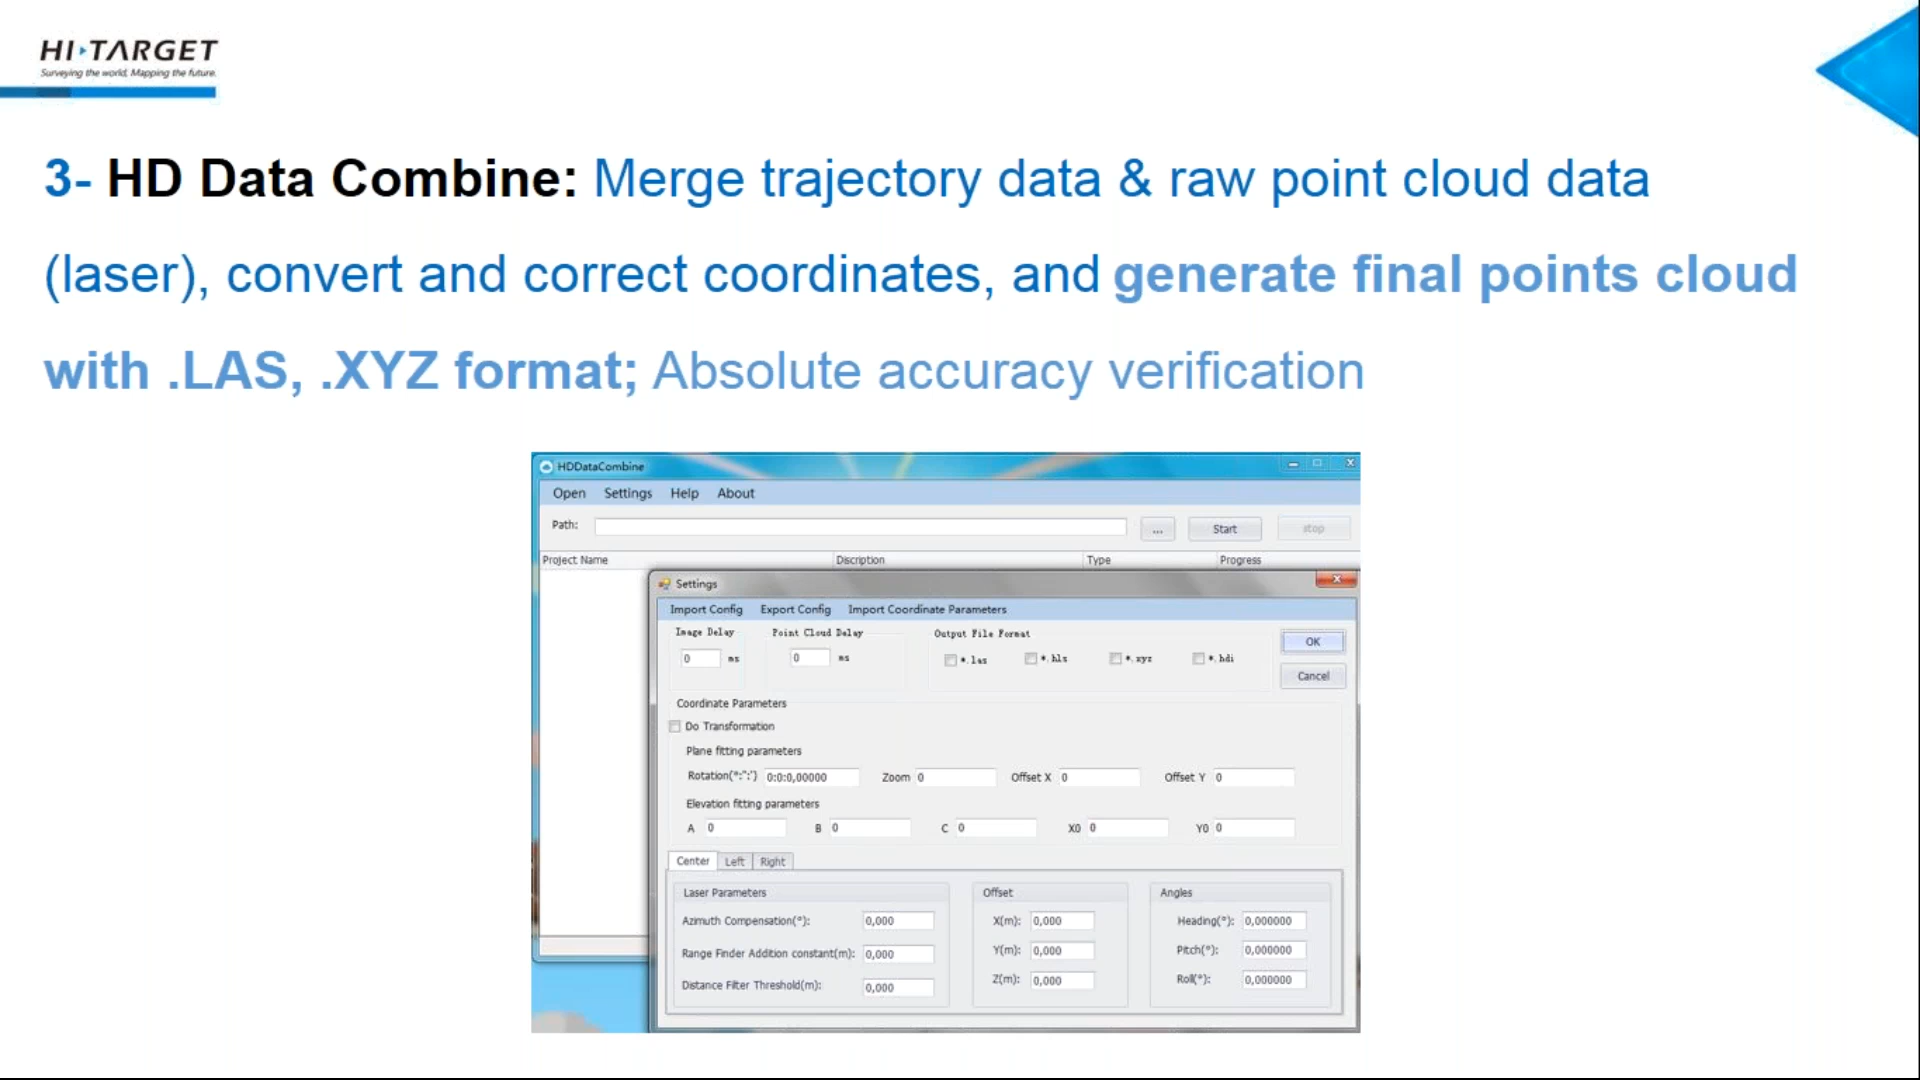 HI·TARGET
Surveying the world, Mapping the future.
3- HD Data Combine: Merge trajectory data & raw point cloud data
(laser), convert and correct coordinates, and generate final points cloud
with .LAS, .XYZ format; Absolute accuracy verification
HDDataCombine
Open Settings Help About
Path: ... Start stop
Project Name Discription Type Progress
Settings
Import Config Export Config Import Coordinate Parameters
Image Delay Point Cloud Delay Output File Format
0 ms 0 ms *.las *.hls *.xyz *.hdi
OK
Cancel
Coordinate Parameters
Do Transformation
Plane fitting parameters
Rotation(°:":') 0:0:0,00000 Zoom 0 Offset X 0 Offset Y 0
Elevation fitting parameters
A 0 B 0 C 0 X0 0 Y0 0
Center Left Right
Laser Parameters Offset Angles
Azimuth Compensation(°): 0,000 X(m): 0,000 Heading(°): 0,000000
Range Finder Addition constant(m): 0,000 Y(m): 0,000 Pitch(°): 0,000000
Distance Filter Threshold(m): 0,000 Z(m): 0,000 Roll(°): 0,000000